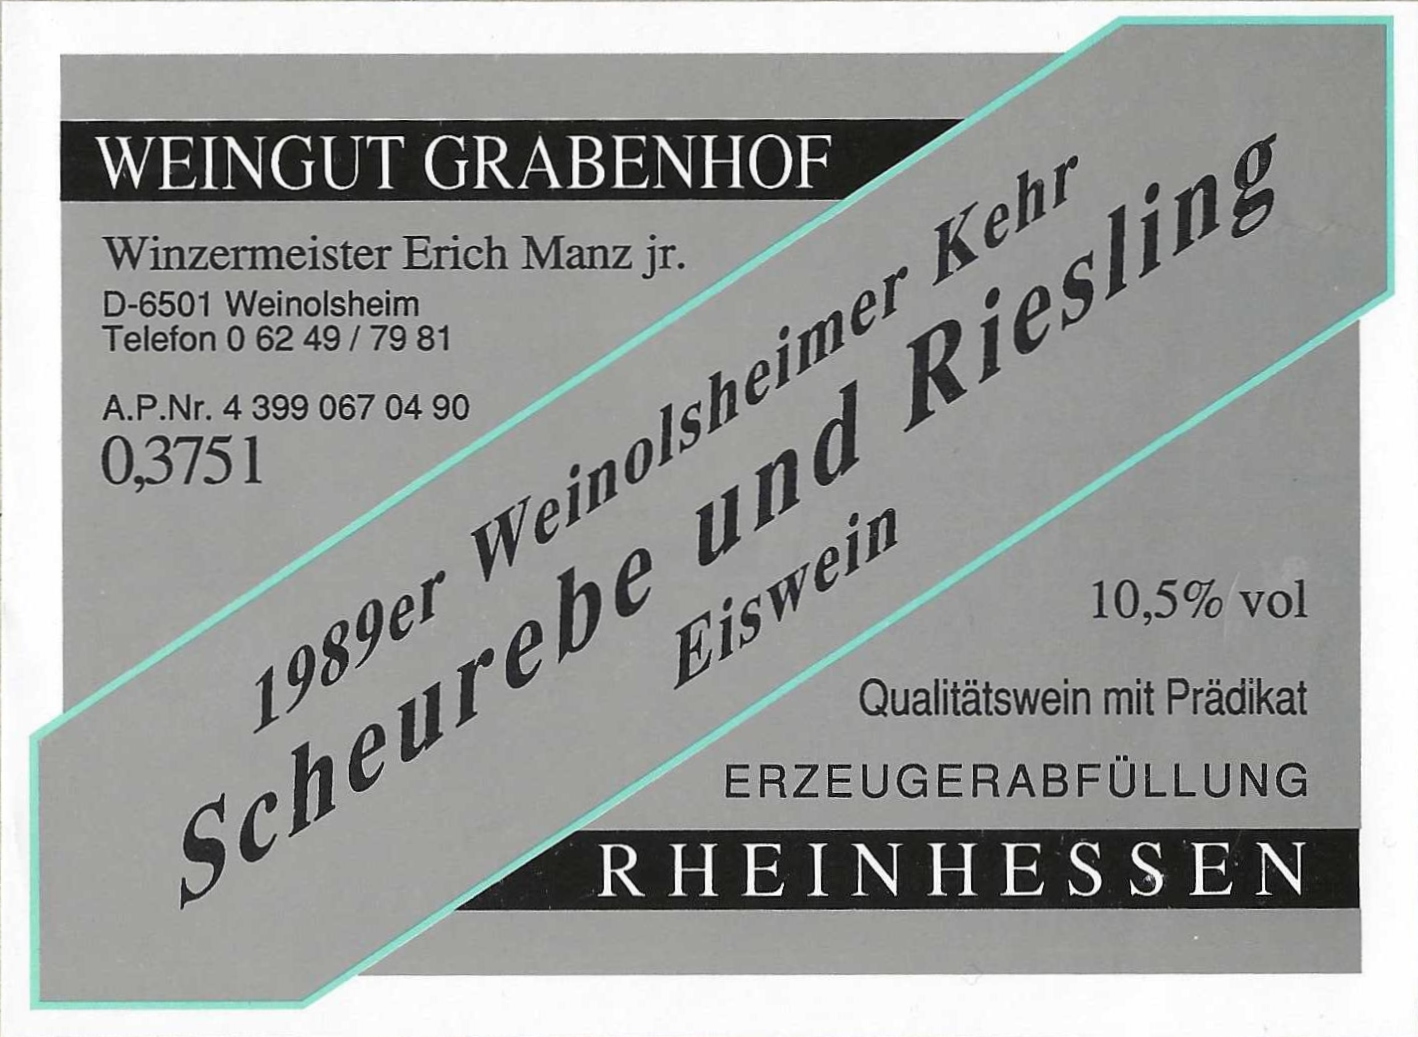 WEINGUT GRABENHOF
Winzermeister Erich Manz jr.
D-6501 Weinolsheim
Telefon 0 62 49 / 79 81
A.P.Nr. 4 399 067 04 90
0,375 l
1989er Weinolsheimer Kehr
Scheurebe und Riesling
Eiswein
10,5% vol
Qualitätswein mit Prädikat
ERZEUGERABFÜLLUNG
RHEINHESSEN